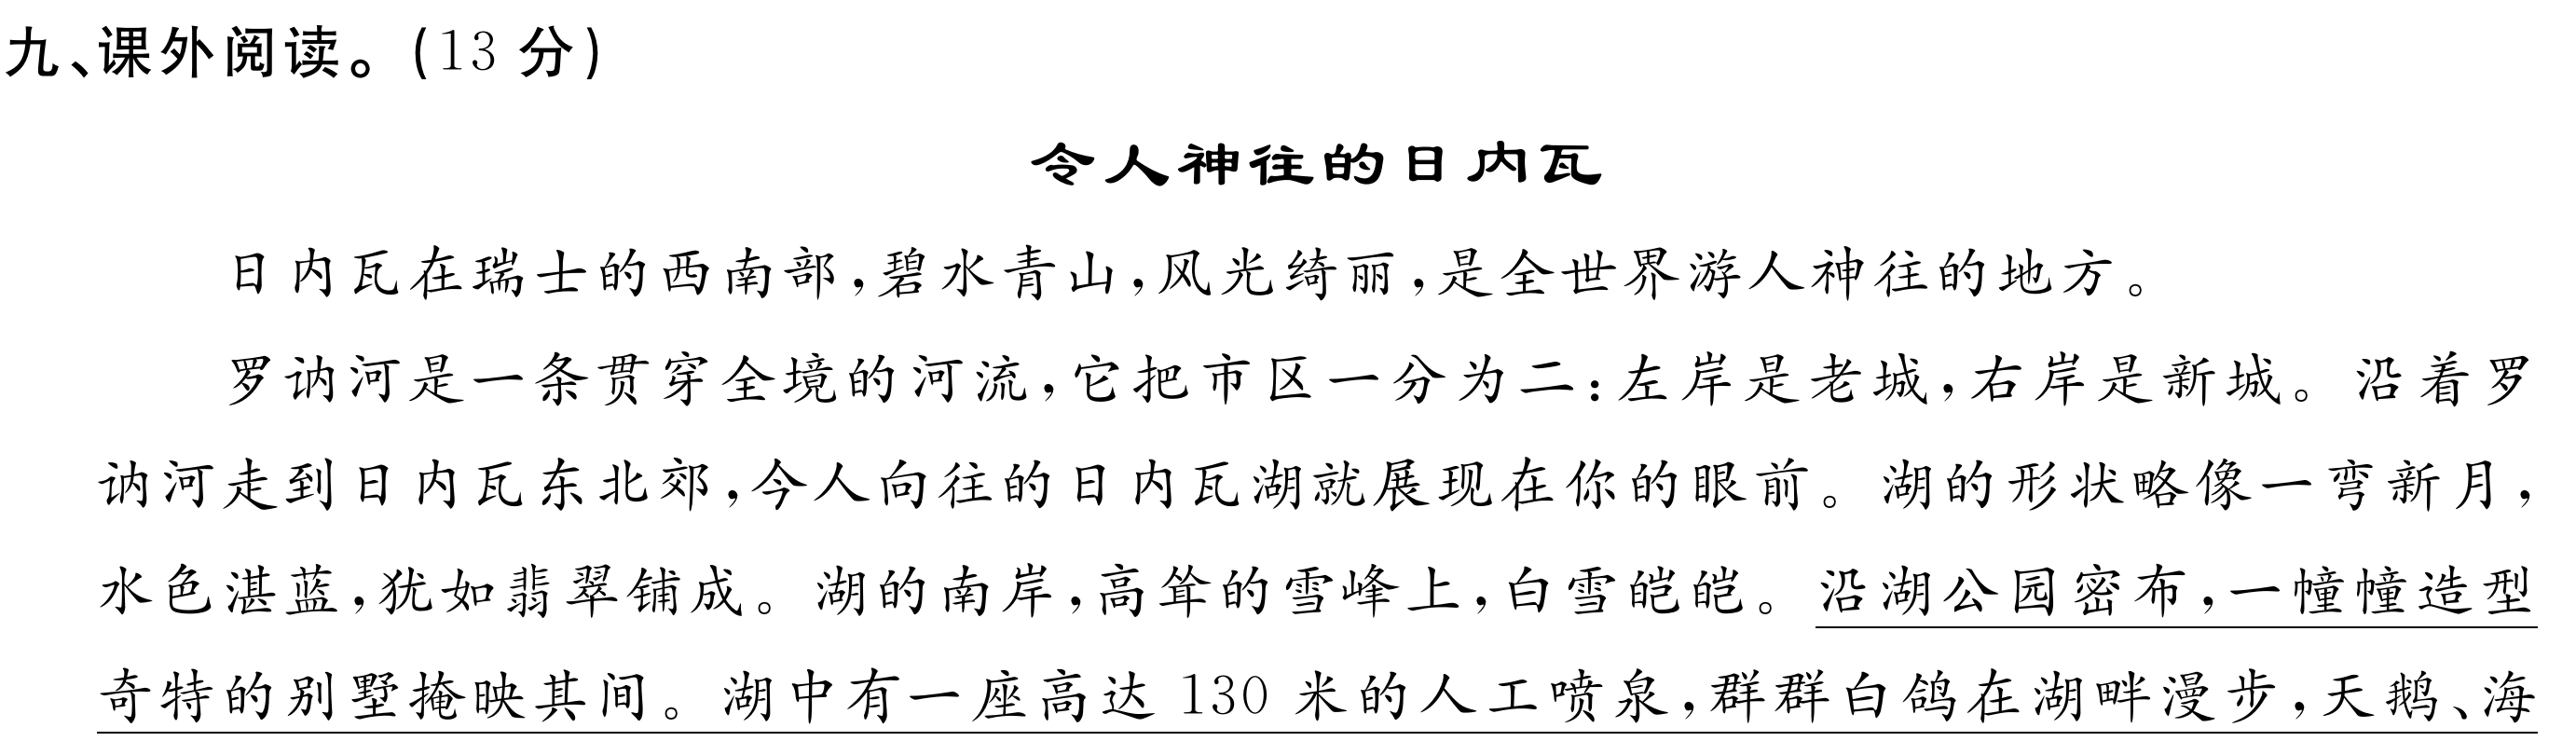 九、课外阅读。(13 分)
令人神往的日内瓦
日内瓦在瑞士的西南部,碧水青山,风光绮丽,是全世界游人神往的地方。
罗讷河是一条贯穿全境的河流,它把市区一分为二:左岸是老城,右岸是新城。沿着罗
讷河走到日内瓦东北郊,令人向往的日内瓦湖就展现在你的眼前。湖的形状略像一弯新月,
水色湛蓝,犹如翡翠铺成。湖的南岸,高耸的雪峰上,白雪皑皑。沿湖公园密布,一幢幢造型
奇特的别墅掩映其间。湖中有一座高达 130 米的人工喷泉,群群白鸽在湖畔漫步,天鹅、海